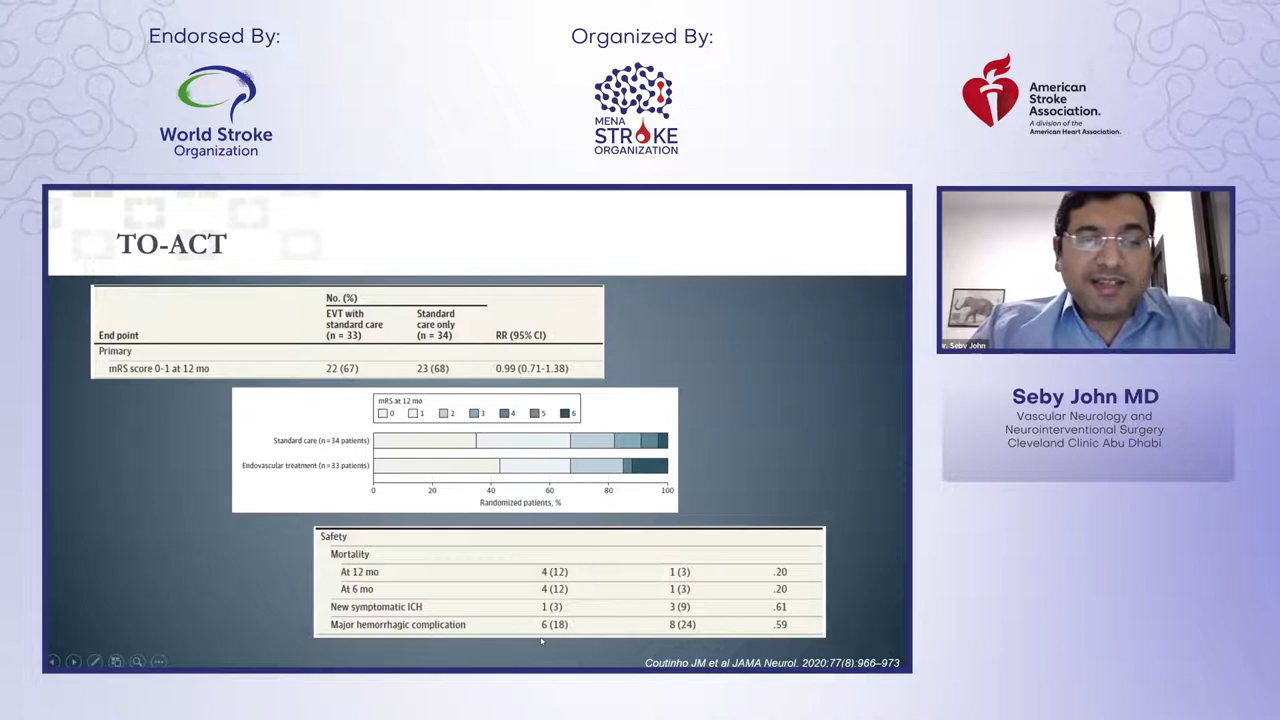 Endorsed By:
World Stroke
Organization
Organized By:
MENA
STROKE
ORGANIZATION
American
Stroke
Association.
A division of the
American Heart Association.
TO-ACT
No. (%)
End point
EVT with
standard care
(n = 33)
Standard
care only
(n = 34)
RR (95% CI)
Primary
mRS score 0-1 at 12 mo 22 (67) 23 (68) 0.99 (0.71-1.38)
mRS at 12 mo
0 1 2 3 4 5 6
Standard care (n = 34 patients)
Endovascular treatment (n = 33 patients)
0 20 40 60 80 100
Randomized patients, %
Safety
Mortality
At 12 mo 4 (12) 1 (3) .20
At 6 mo 4 (12) 1 (3) .20
New symptomatic ICH 1 (3) 3 (9) .61
Major hemorrhagic complication 6 (18) 8 (24) .59
Coutinho JM et al JAMA Neurol. 2020;77(8):966–973
r. Seby John
Seby John MD
Vascular Neurology and
Neurointerventional Surgery
Cleveland Clinic Abu Dhabi